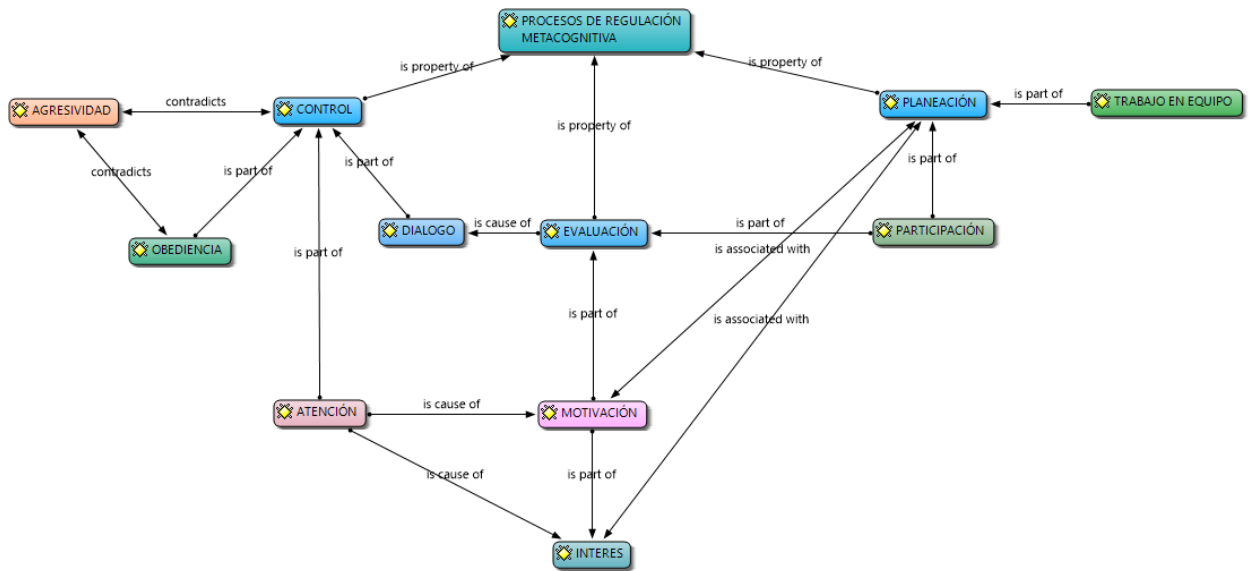 PROCESOS DE REGULACIÓN
METACOGNITIVA
is property of
is property of
AGRESIVIDAD
contradicts
CONTROL
PLANEACIÓN
is part of
TRABAJO EN EQUIPO
is property of
contradicts
is part of
is part of
is part of
OBEDIENCIA
DIALOGO
is cause of
EVALUACIÓN
is part of
PARTICIPACIÓN
is part of
is associated with
is part of
is associated with
ATENCIÓN
is cause of
MOTIVACIÓN
is cause of
is part of
INTERES